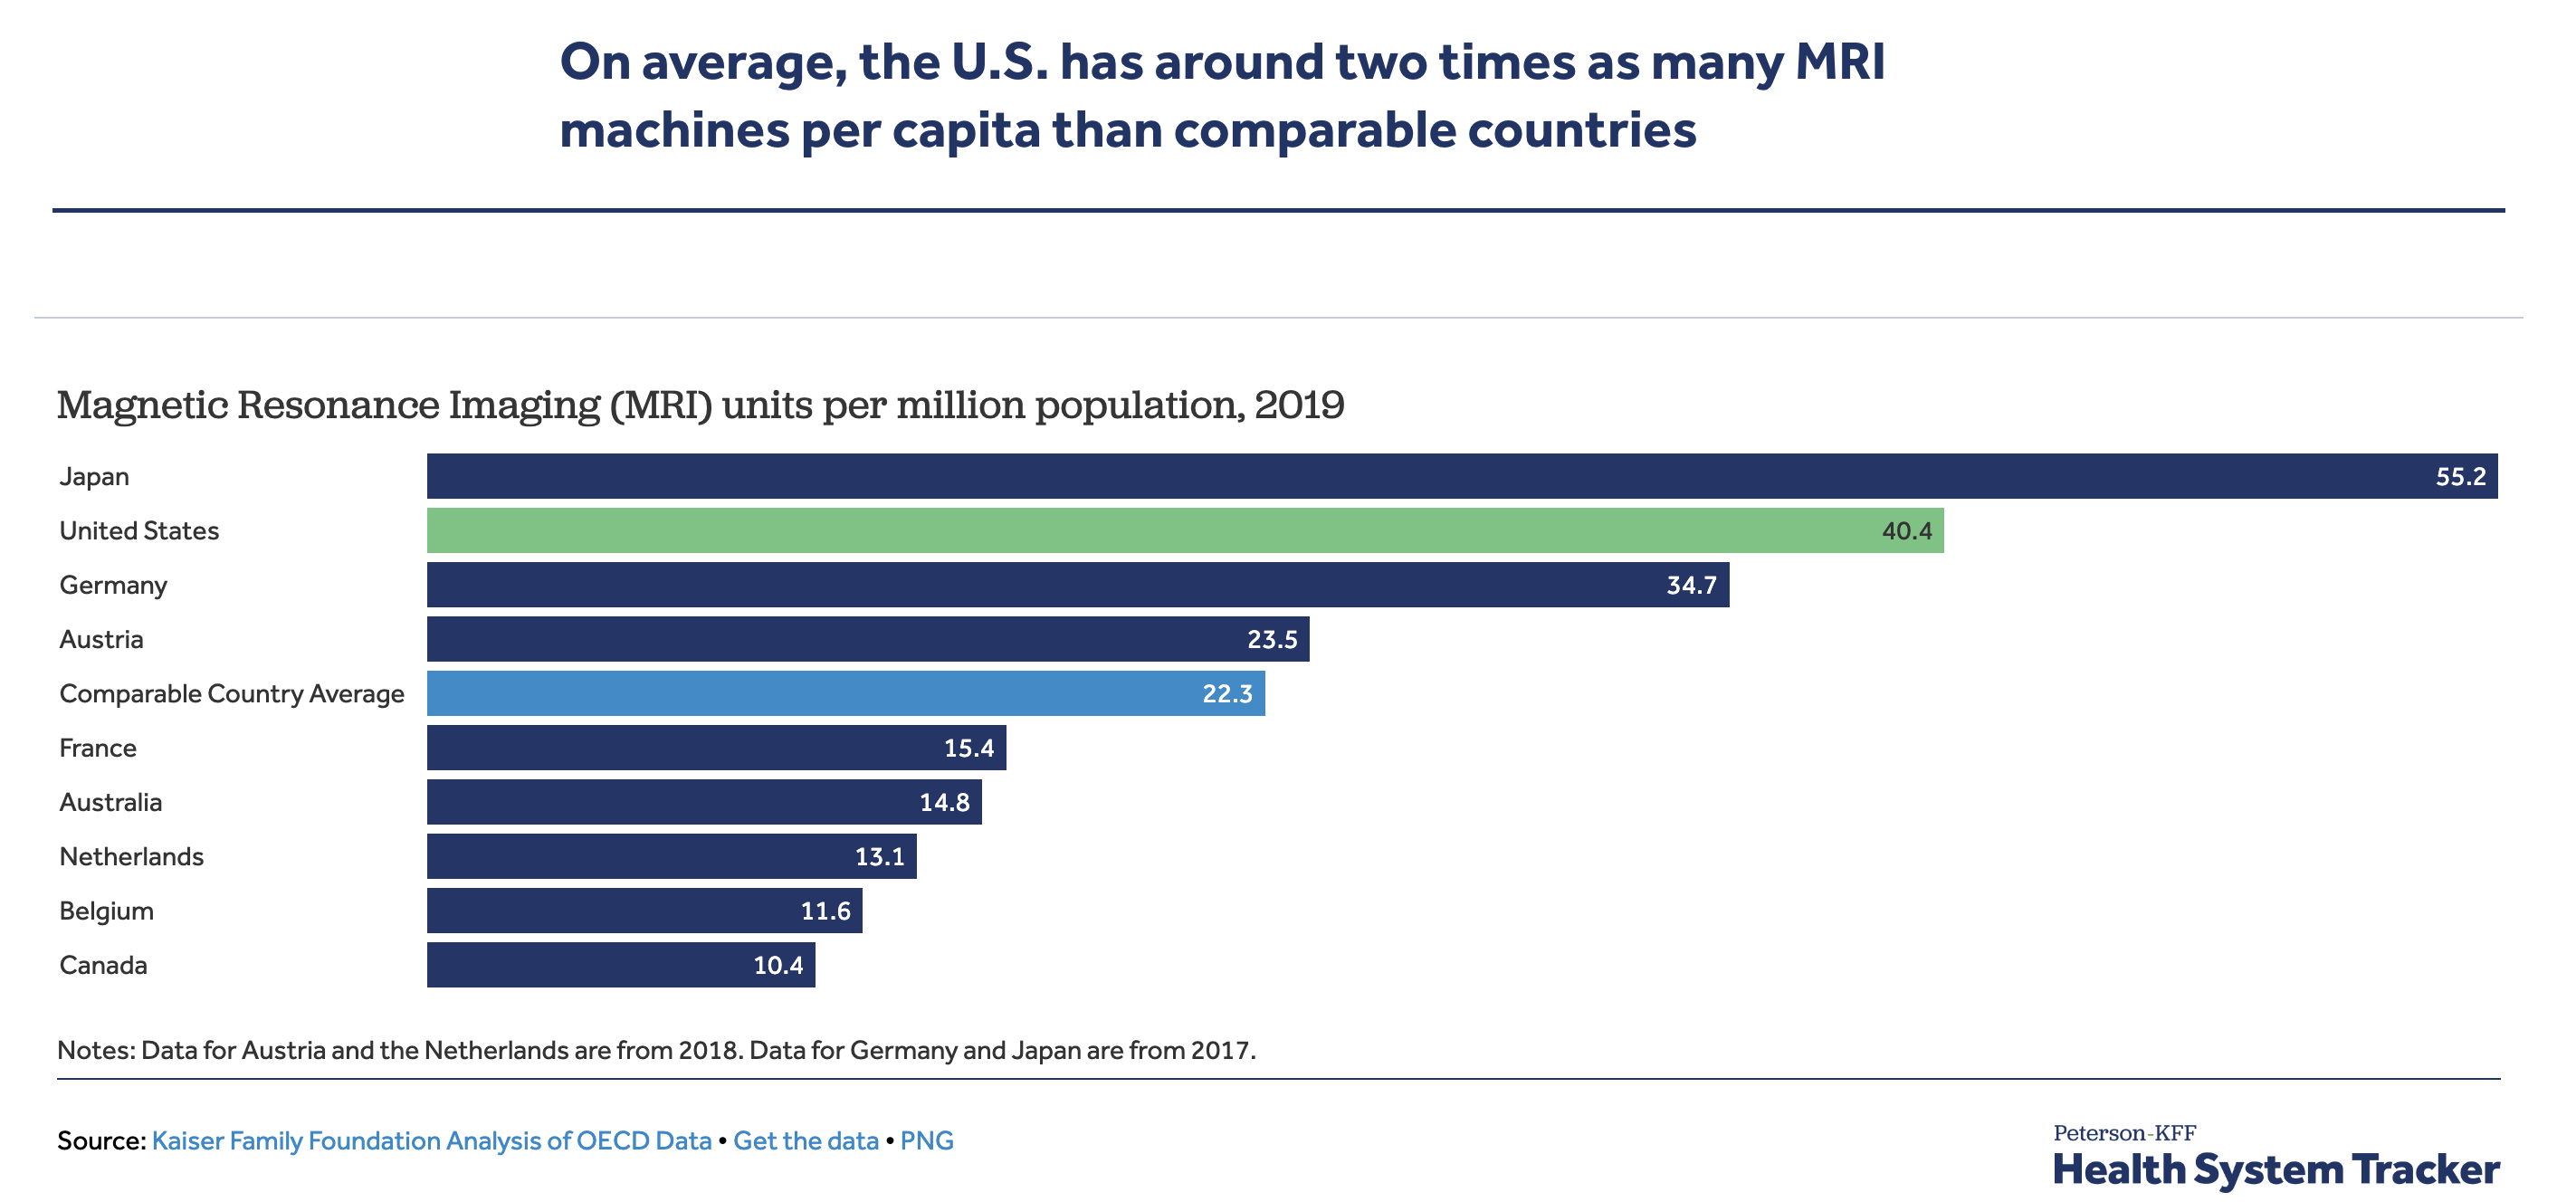 On average, the U.S. has around two times as many MRI
machines per capita than comparable countries
Magnetic Resonance Imaging (MRI) units per million population, 2019
Japan 55.2
United States 40.4
Germany 34.7
Austria 23.5
Comparable Country Average 22.3
France 15.4
Australia 14.8
Netherlands 13.1
Belgium 11.6
Canada 10.4
Notes: Data for Austria and the Netherlands are from 2018. Data for Germany and Japan are from 2017.
Source: Kaiser Family Foundation Analysis of OECD Data • Get the data • PNG
Peterson-KFF
Health System Tracker